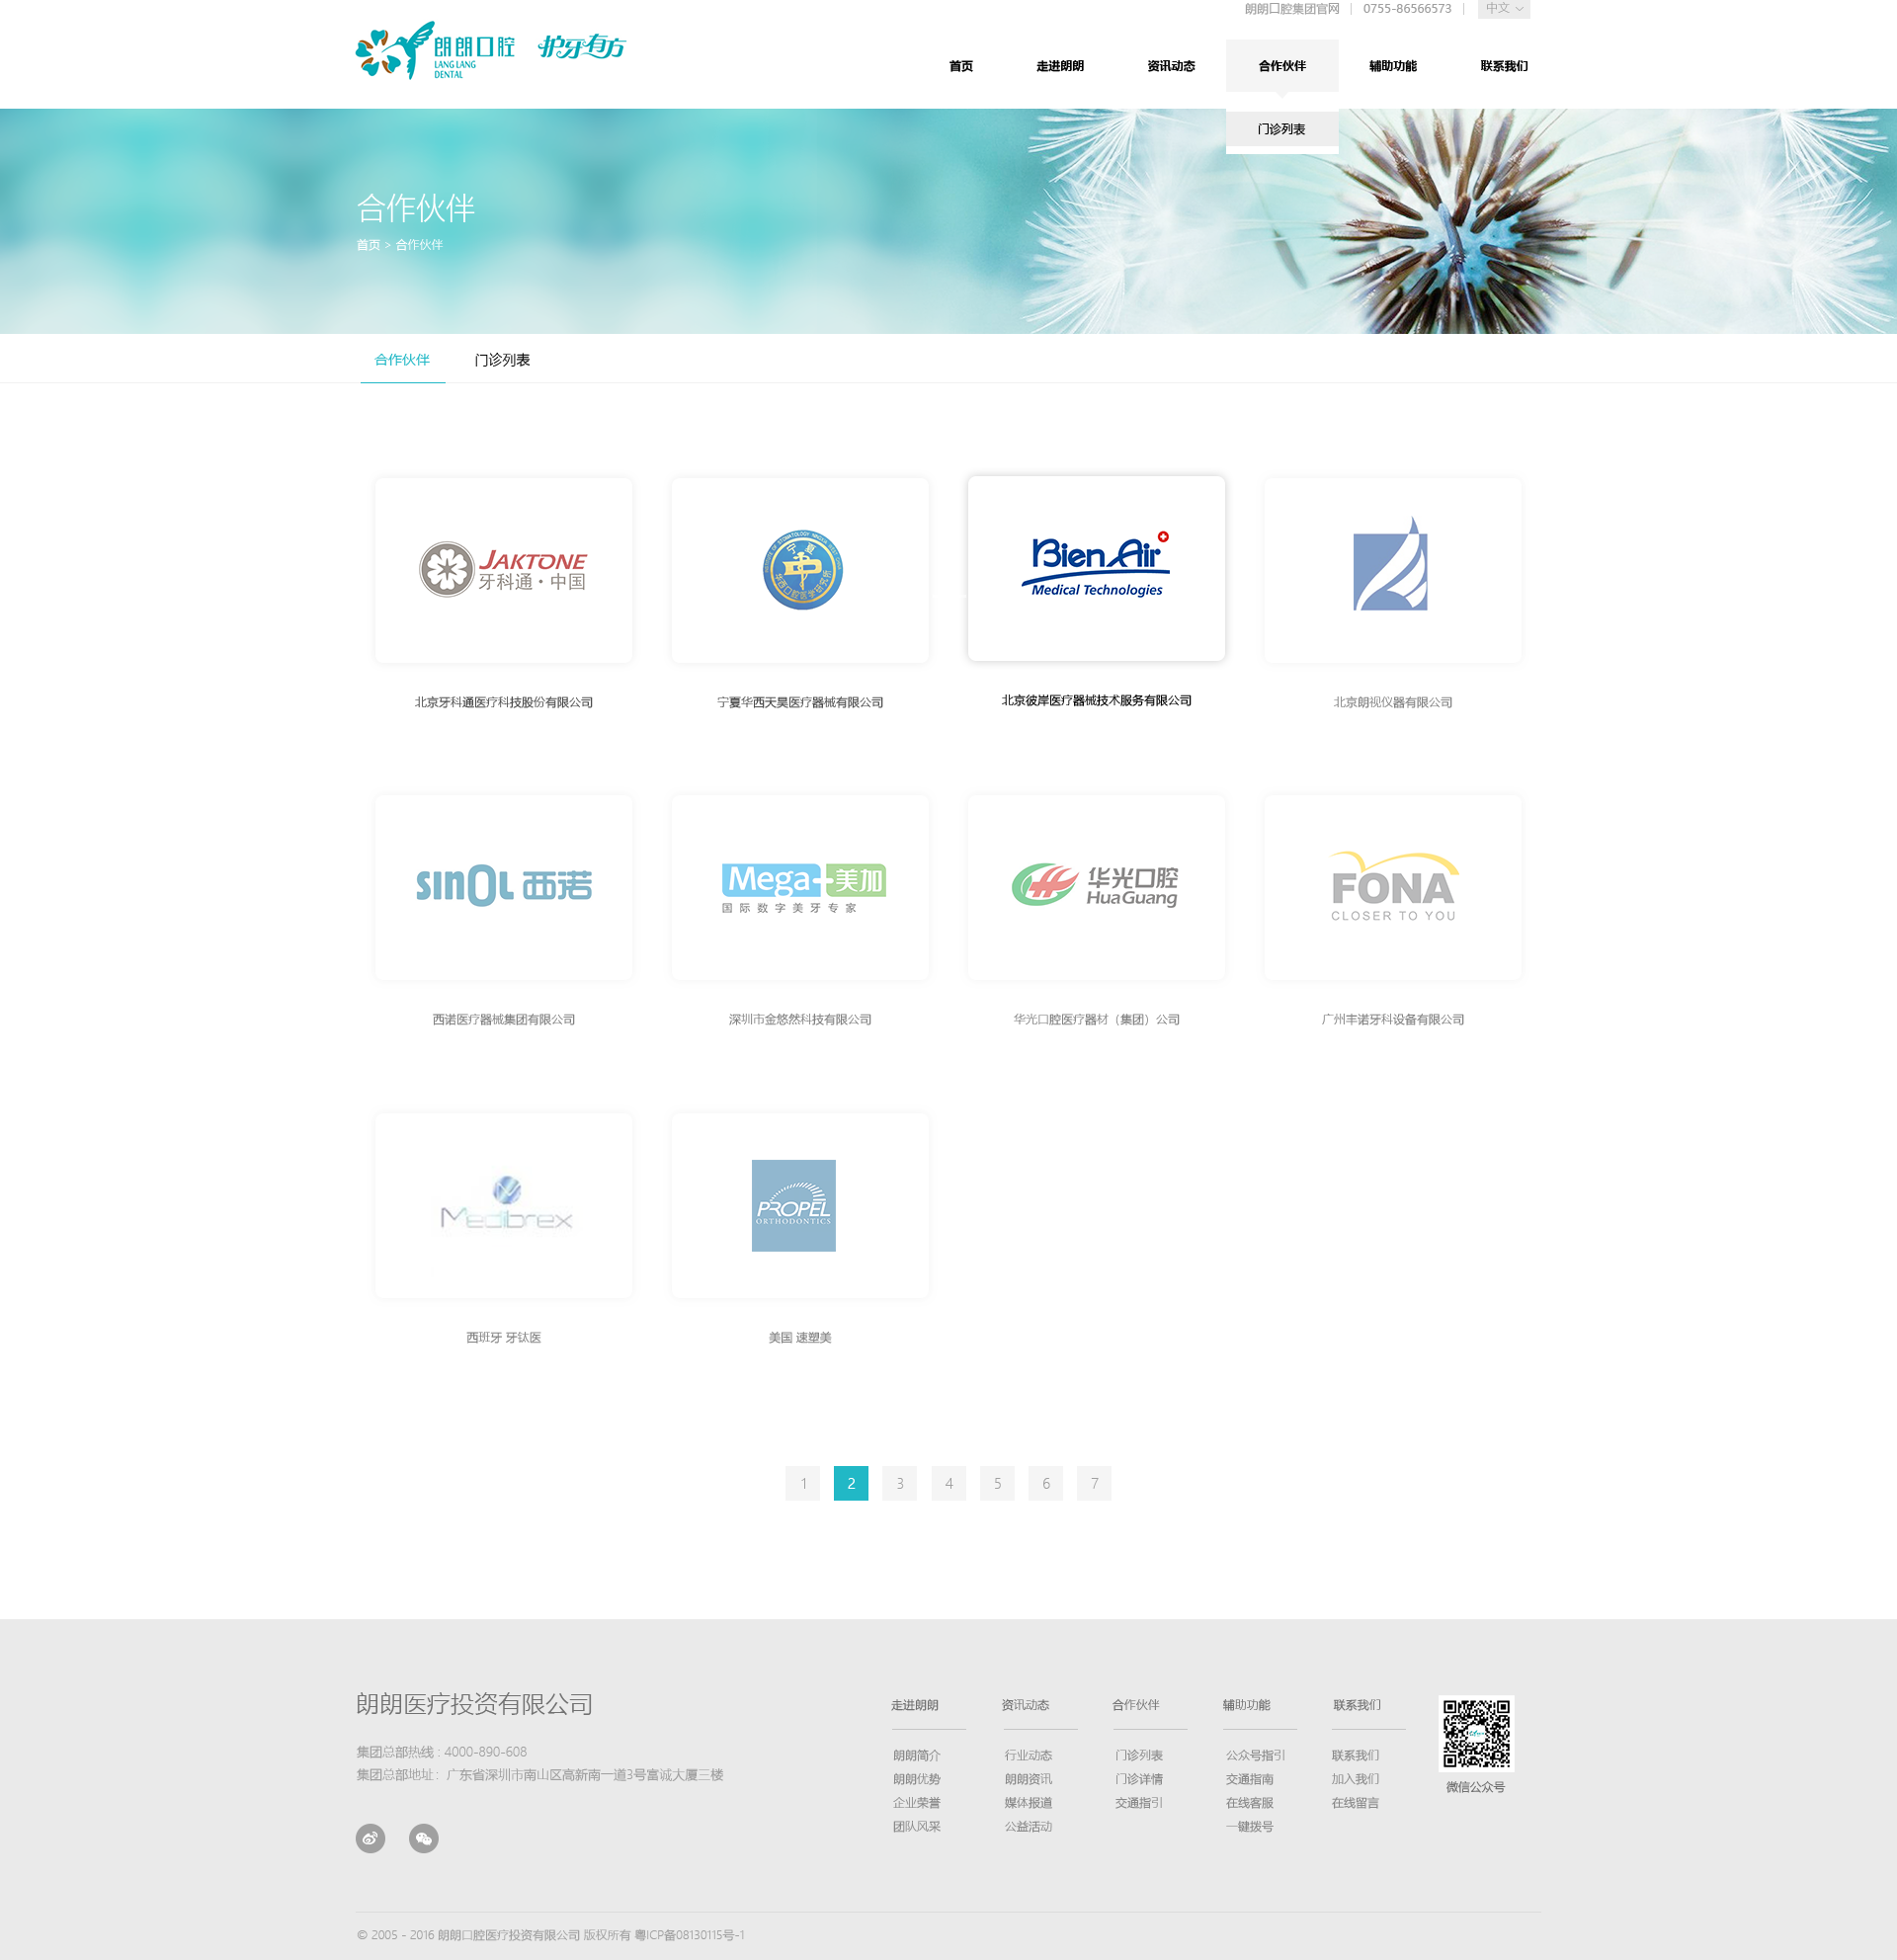 朗朗口腔集团官网 | 0755-86566573 | 中文
朗朗口腔
LANG LANG
DENTAL
护牙有方
首页 走进朗朗 资讯动态 合作伙伴 辅助功能 联系我们
门诊列表
合作伙伴
首页 > 合作伙伴
合作伙伴 门诊列表
JAKTONE
牙科通·中国
宁夏
华西口腔医学研究所
Bien Air
Medical Technologies
北京牙科通医疗科技股份有限公司
宁夏华西天昊医疗器械有限公司
北京彼岸医疗器械技术服务有限公司
北京朗视仪器有限公司
sinol 西诺
Mega+美加
国际数字美牙专家
华光口腔
HuaGuang
FONA
CLOSER TO YOU
西诺医疗器械集团有限公司
深圳市金悠然科技有限公司
华光口腔医疗器材（集团）公司
广州丰诺牙科设备有限公司
Medibrex
PROPEL
ORTHODONTICS
西班牙 牙钛医
美国 速塑美
1 2 3 4 5 6 7
朗朗医疗投资有限公司
集团总部热线 : 4000-890-608
集团总部地址 : 广东省深圳市南山区高新南一道3号富诚大厦三楼
走进朗朗 资讯动态 合作伙伴 辅助功能 联系我们
朗朗简介 行业动态 门诊列表 公众号指引 联系我们
朗朗优势 朗朗资讯 门诊详情 交通指南 加入我们
企业荣誉 媒体报道 交通指引 在线客服 在线留言
团队风采 公益活动 一键拨号
微信公众号
© 2005 - 2016 朗朗口腔医疗投资有限公司 版权所有 粤ICP备08130115号-1